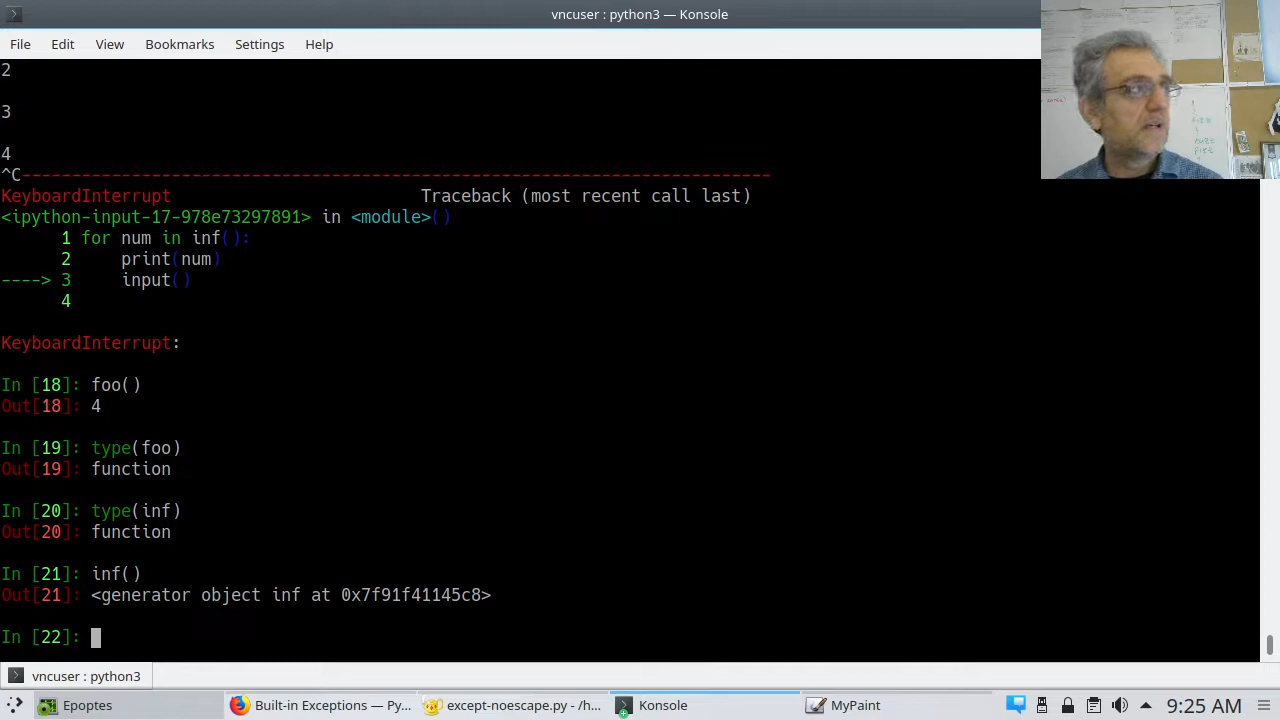 vncuser : python3 — Konsole
File Edit View Bookmarks Settings Help
2
3
4
^C---------------------------------------------------------------------------
KeyboardInterrupt                         Traceback (most recent call last)
<ipython-input-17-978e73297891> in <module>()
      1 for num in inf():
      2     print(num)
----> 3     input()
      4
KeyboardInterrupt:
In [18]: foo()
Out[18]: 4
In [19]: type(foo)
Out[19]: function
In [20]: type(inf)
Out[20]: function
In [21]: inf()
Out[21]: <generator object inf at 0x7f91f41145c8>
In [22]:
vncuser : python3
Epoptes Built-in Exceptions — Py... except-noescape.py - /h... Konsole MyPaint 9:25 AM